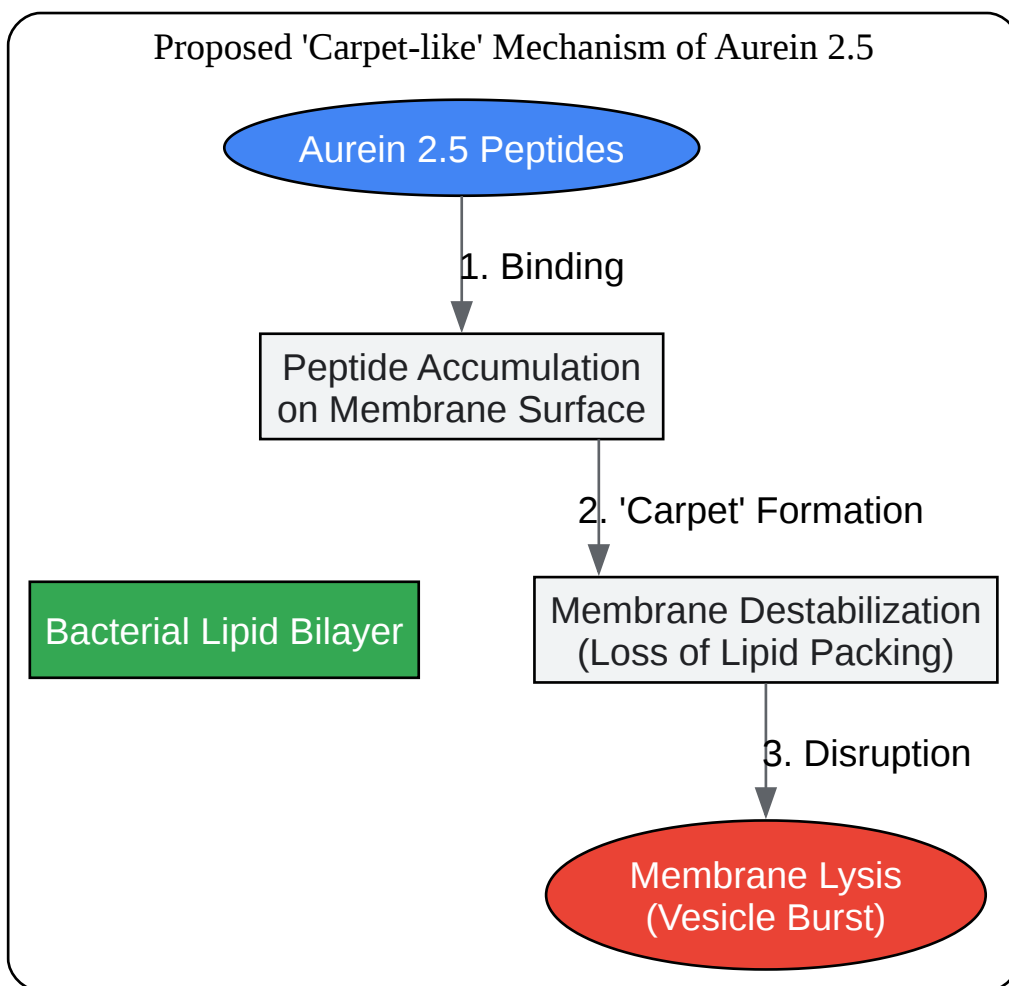 Proposed 'Carpet-like' Mechanism of Aurein 2.5
Aurein 2.5 Peptides
1. Binding
Peptide Accumulation
on Membrane Surface
2. 'Carpet' Formation
Bacterial Lipid Bilayer
Membrane Destabilization
(Loss of Lipid Packing)
3. Disruption
Membrane Lysis
(Vesicle Burst)